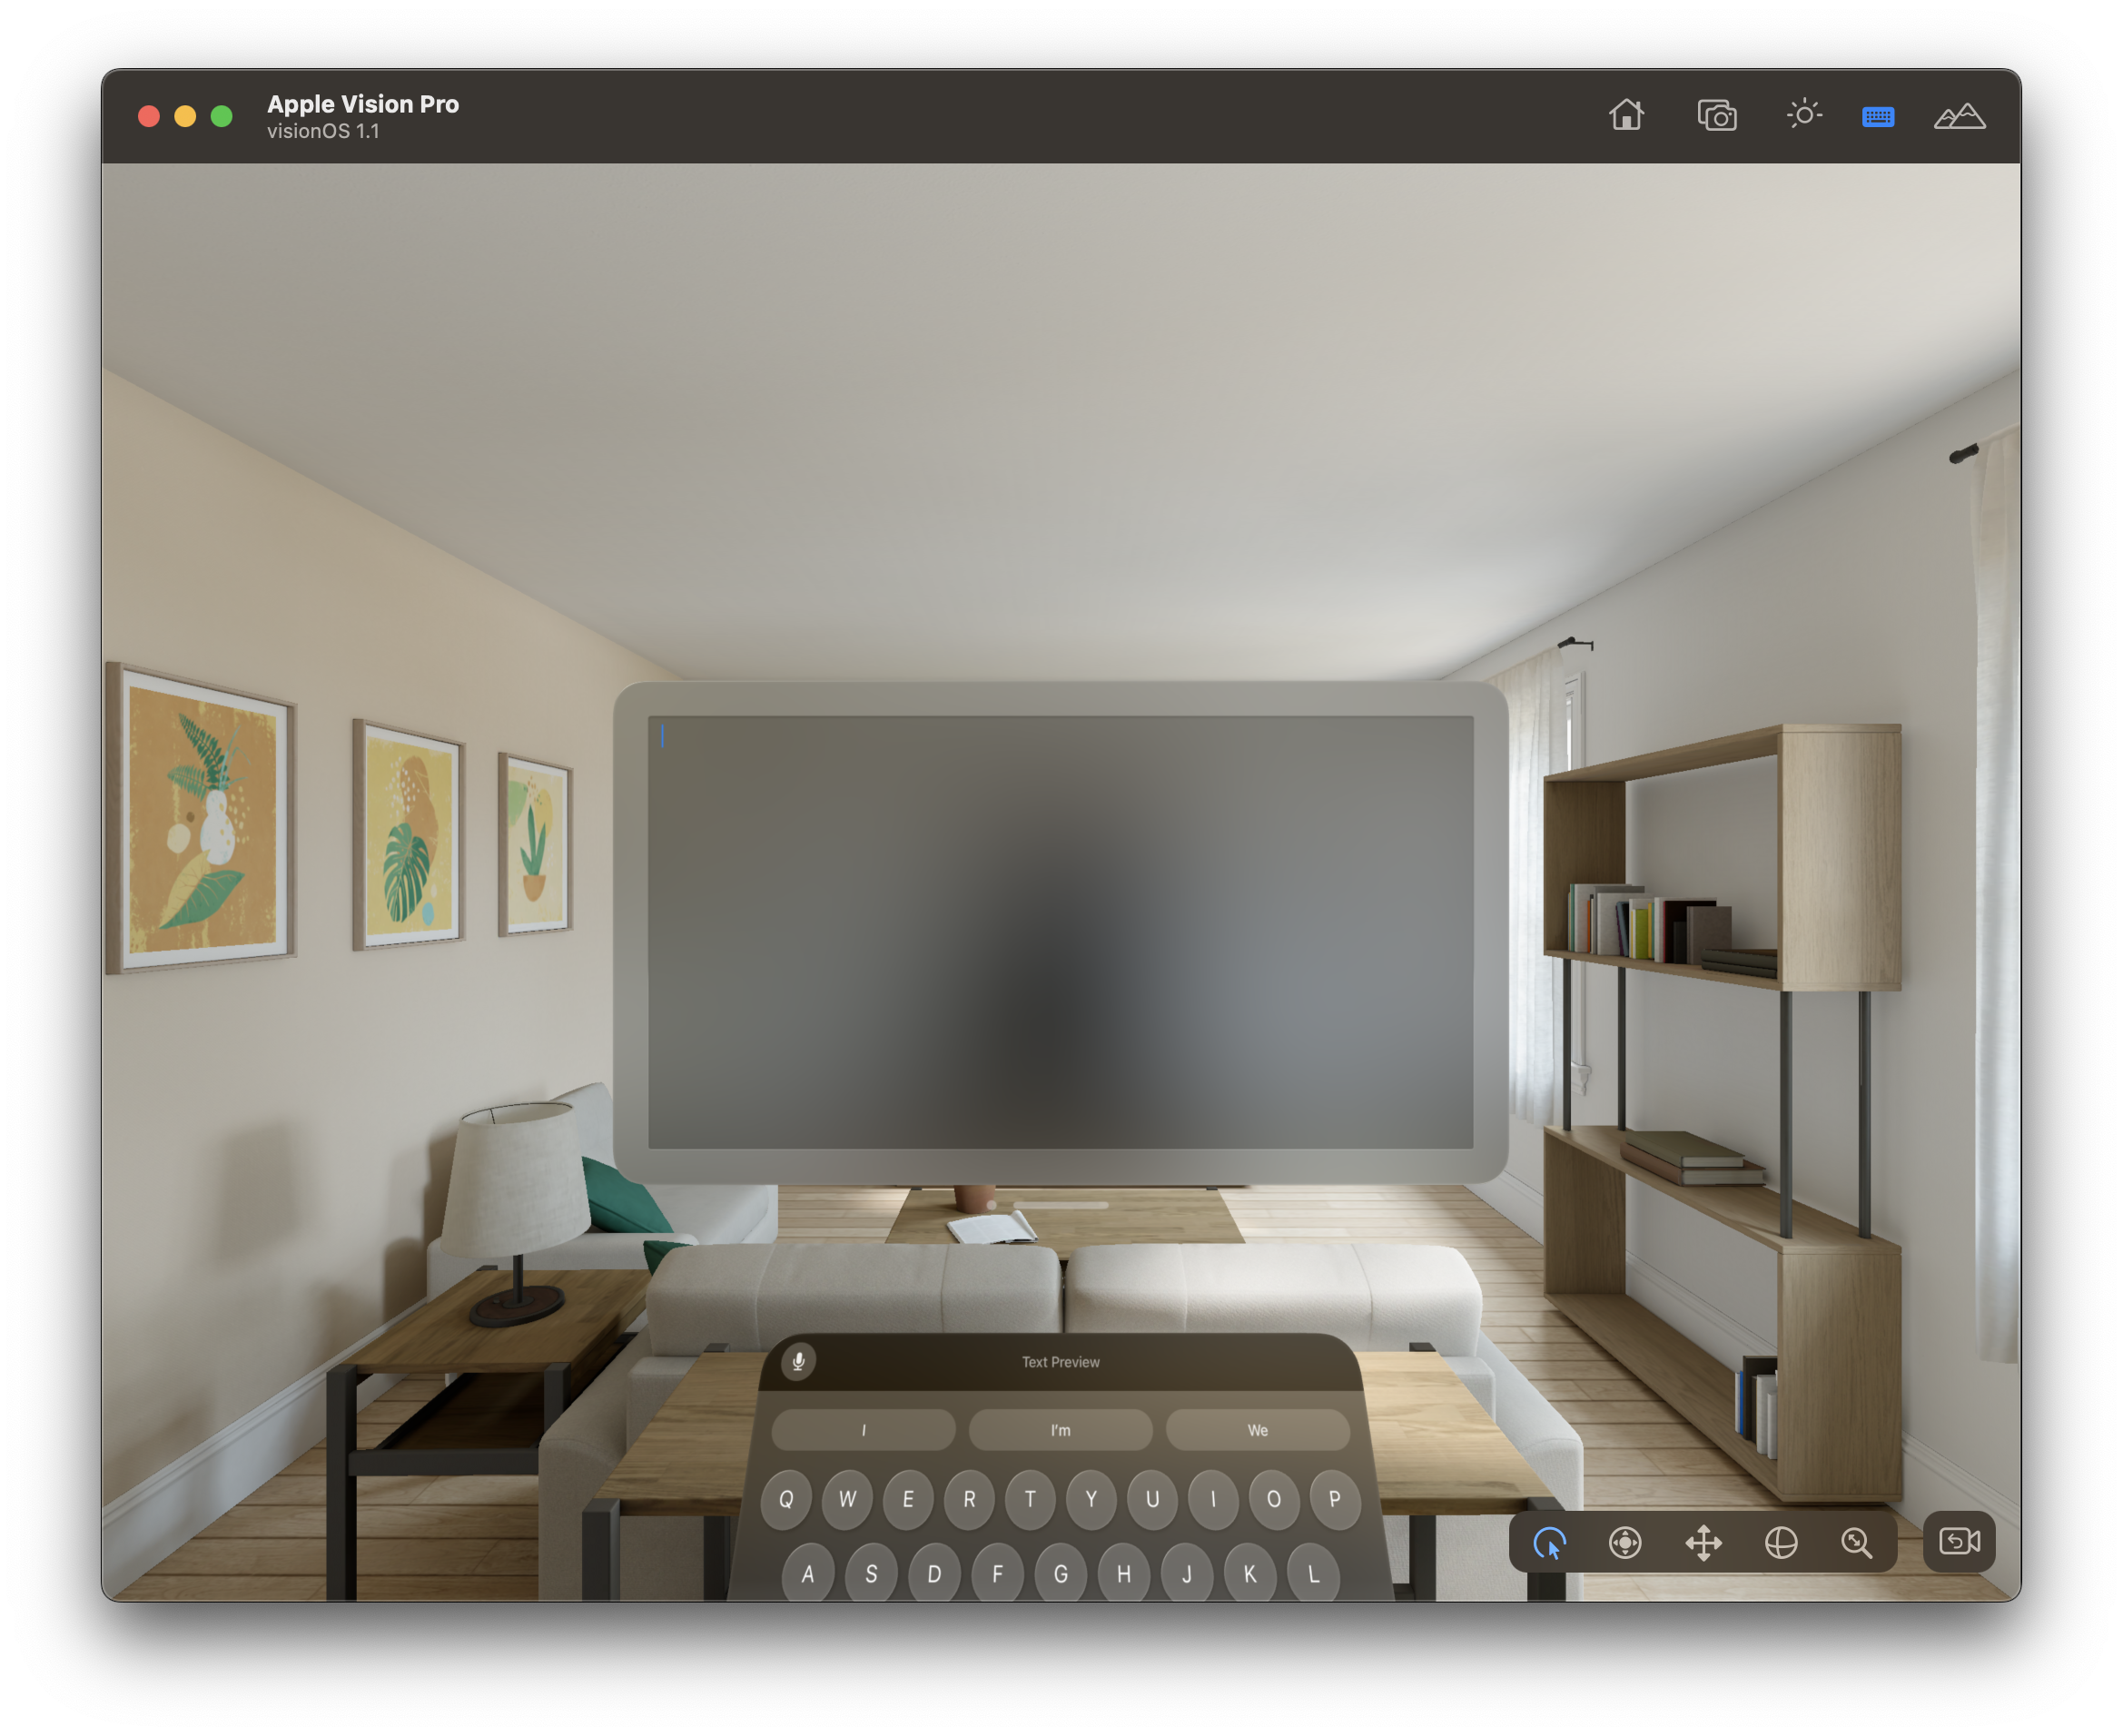 Apple Vision Pro
visionOS 1.1
Text Preview
I I'm We
Q W E R T Y U I O P
A S D F G H J K L